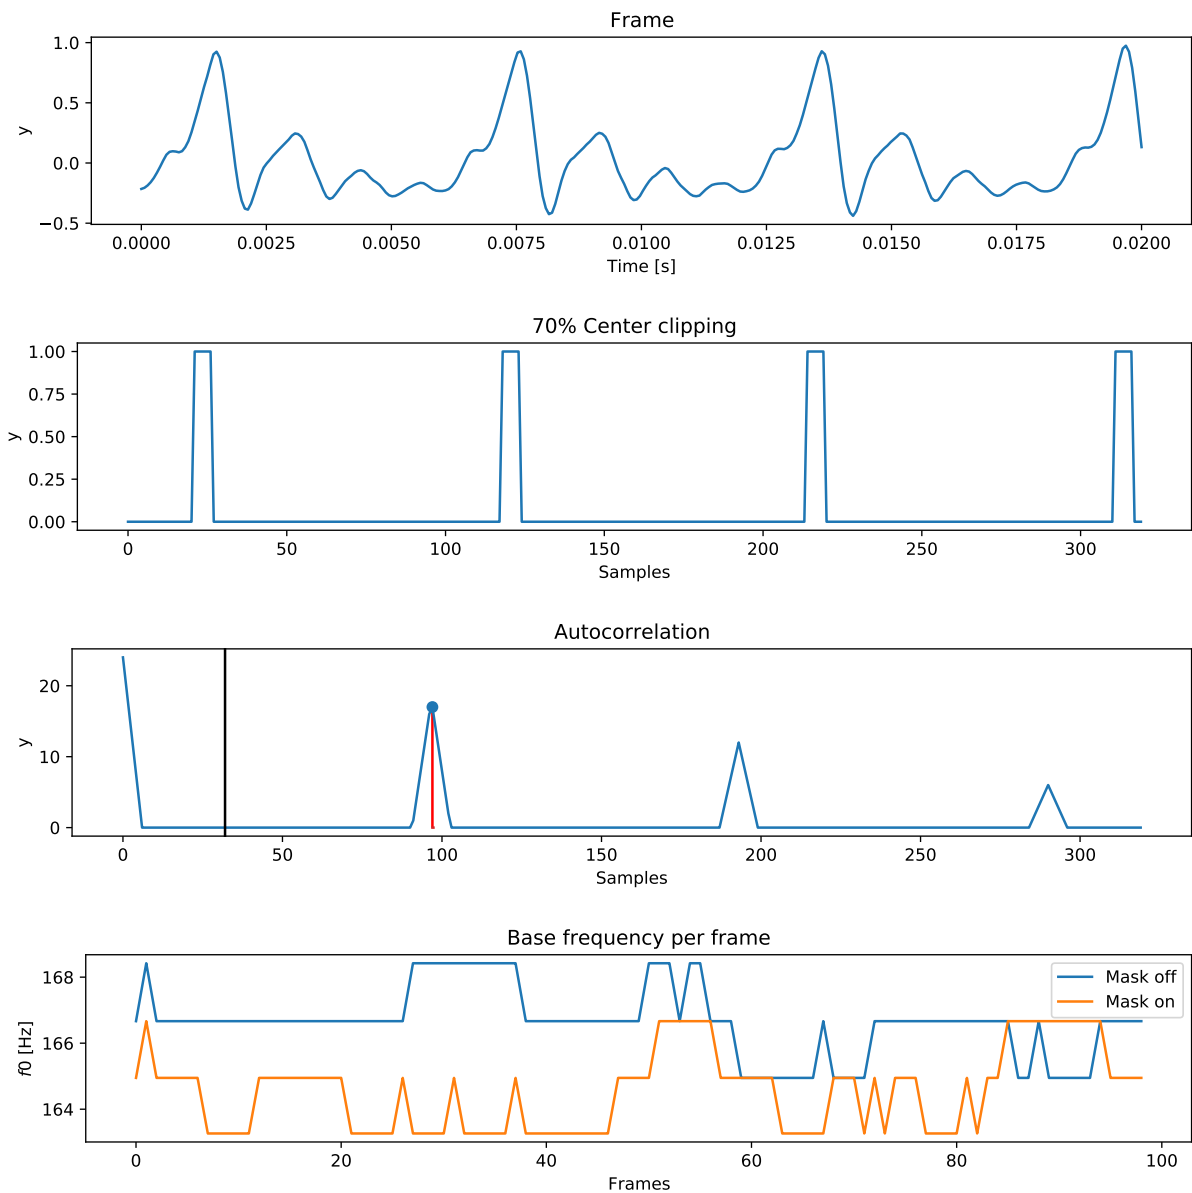 Frame
1.0
0.5
0.0
−0.5
y
0.0000 0.0025 0.0050 0.0075 0.0100 0.0125 0.0150 0.0175 0.0200
Time [s]
70% Center clipping
1.00
0.75
0.50
0.25
0.00
y
0 50 100 150 200 250 300
Samples
Autocorrelation
20
10
0
y
0 50 100 150 200 250 300
Samples
Base frequency per frame
168
166
164
f0 [Hz]
Mask off
Mask on
0 20 40 60 80 100
Frames